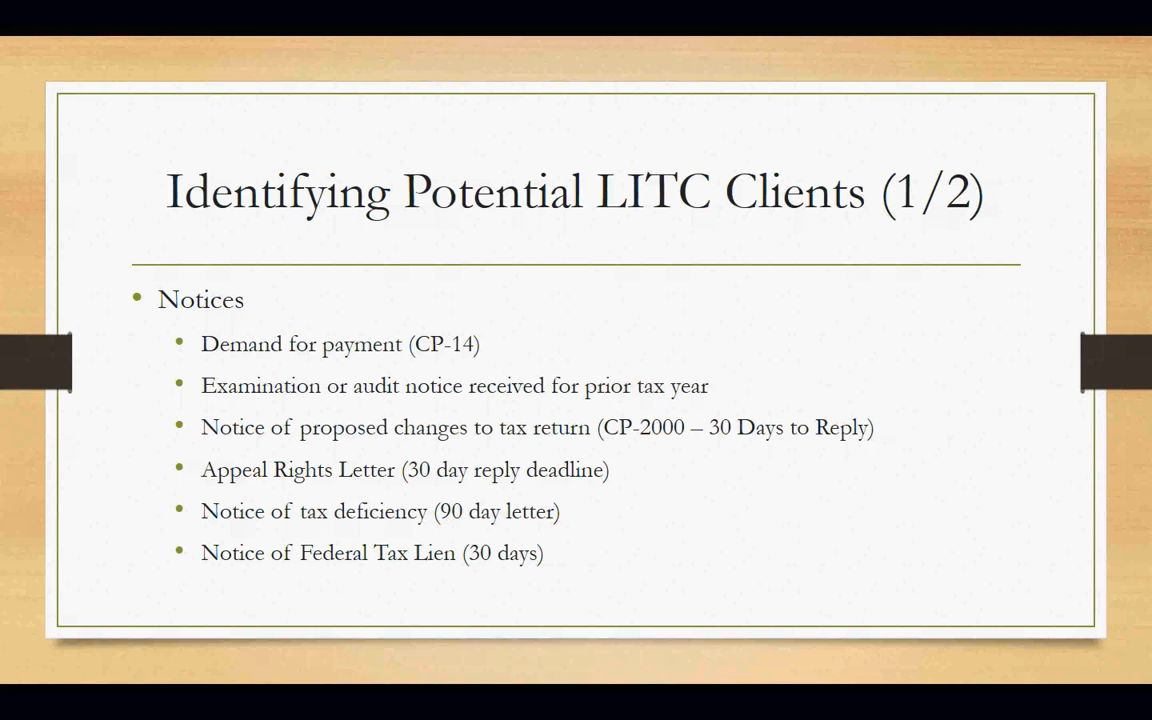 Identifying Potential LITC Clients (1/2)
• Notices
• Demand for payment (CP-14)
• Examination or audit notice received for prior tax year
• Notice of proposed changes to tax return (CP-2000 – 30 Days to Reply)
• Appeal Rights Letter (30 day reply deadline)
• Notice of tax deficiency (90 day letter)
• Notice of Federal Tax Lien (30 days)